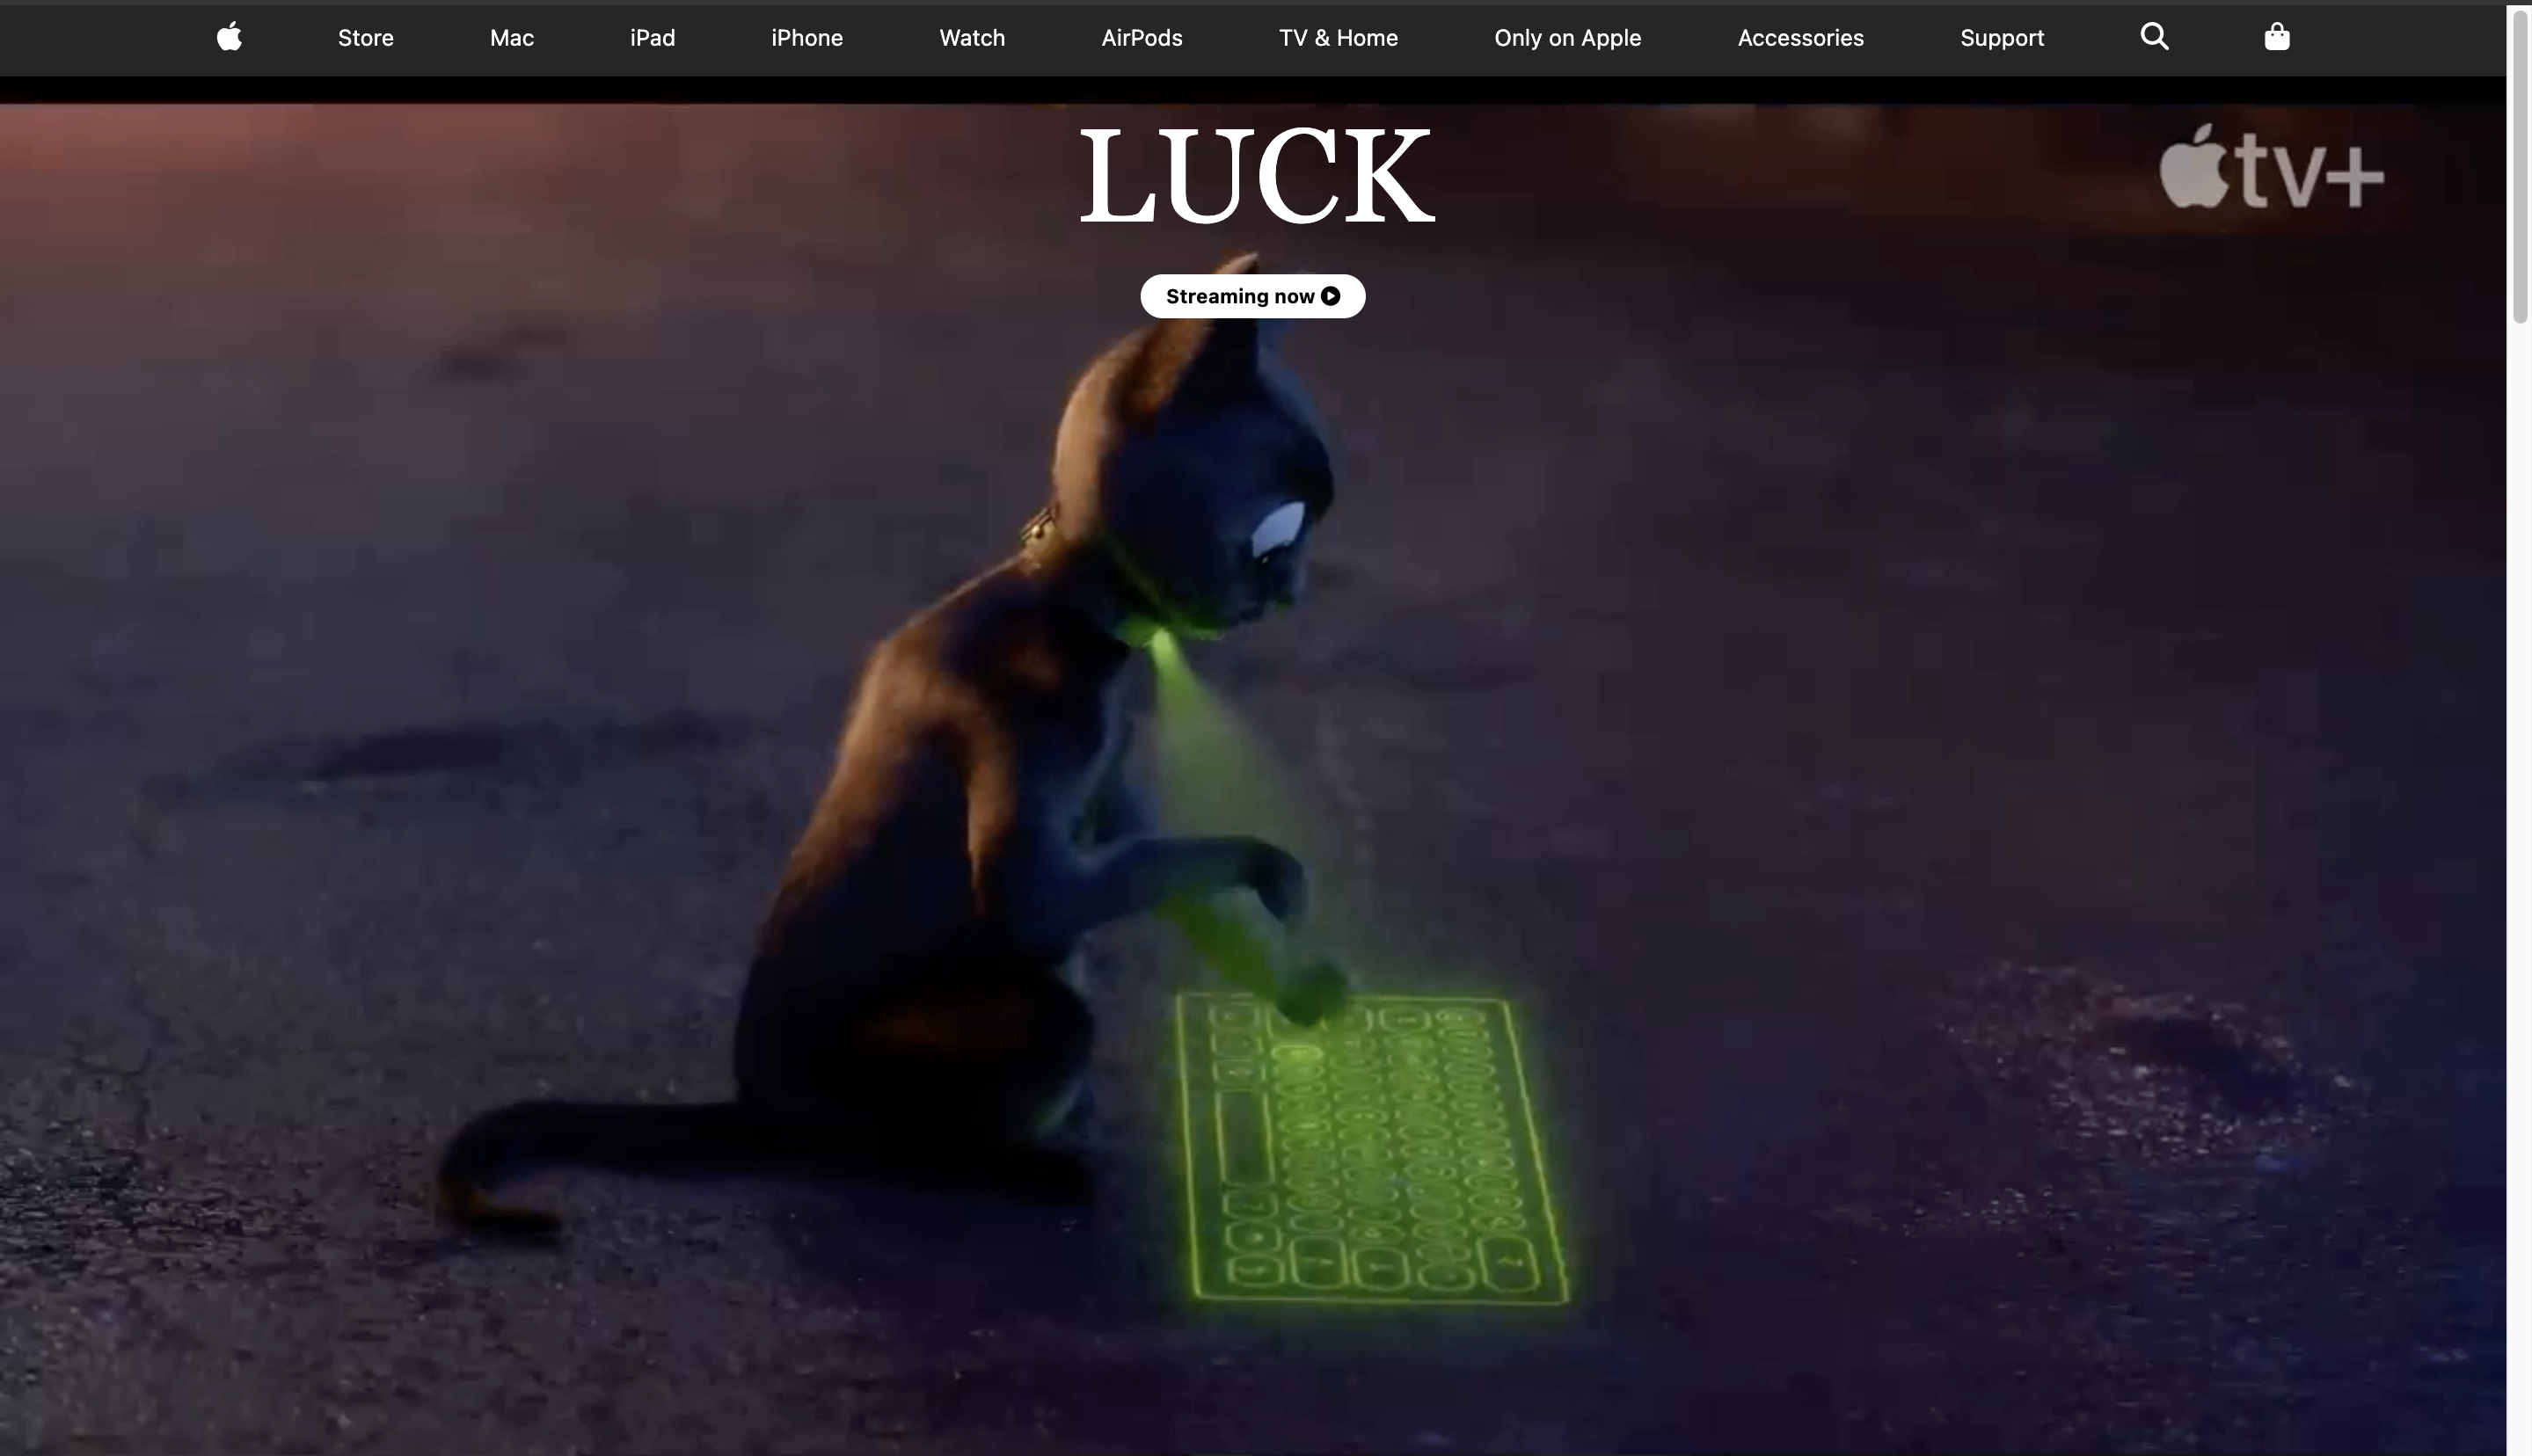 Store Mac iPad iPhone Watch AirPods TV & Home Only on Apple Accessories Support
LUCK
tv+
Streaming now